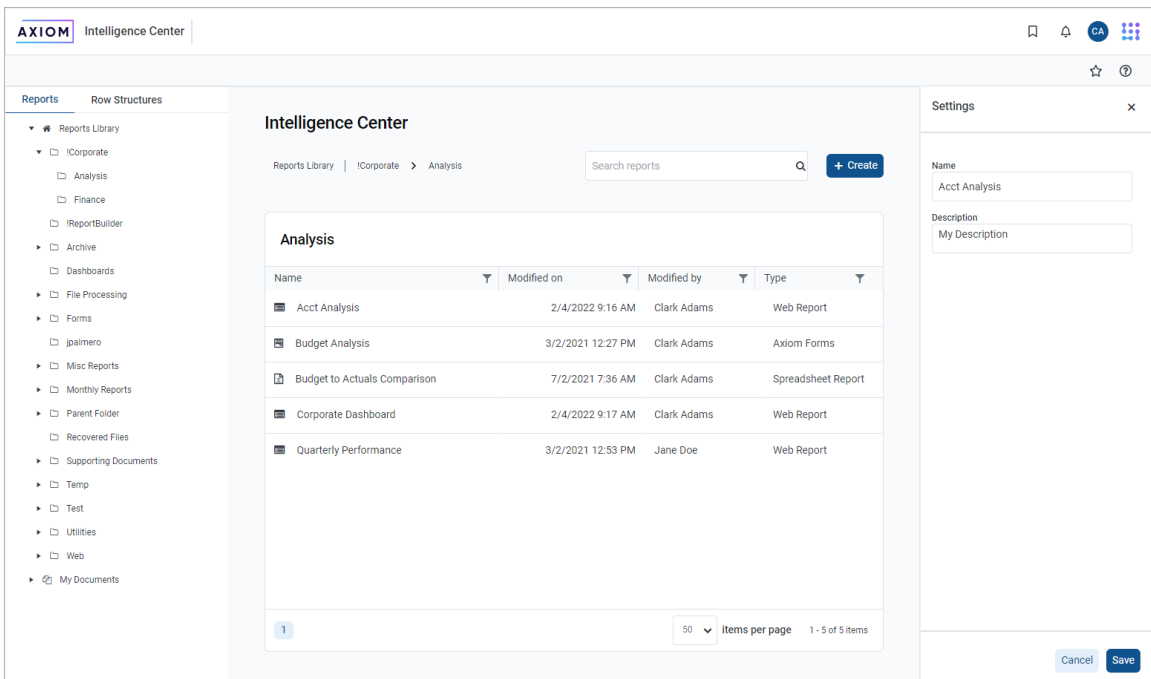 AXIOM Intelligence Center
CA
Reports Row Structures
Reports Library
!Corporate
Analysis
Finance
!ReportBuilder
Archive
Dashboards
File Processing
Forms
jpalmero
Misc Reports
Monthly Reports
Parent Folder
Recovered Files
Supporting Documents
Temp
Test
Utilities
Web
My Documents
Intelligence Center
Reports Library | !Corporate > Analysis
Search reports
+ Create
Analysis
Name Modified on Modified by Type
Acct Analysis 2/4/2022 9:16 AM Clark Adams Web Report
Budget Analysis 3/2/2021 12:27 PM Clark Adams Axiom Forms
Budget to Actuals Comparison 7/2/2021 7:36 AM Clark Adams Spreadsheet Report
Corporate Dashboard 2/4/2022 9:17 AM Clark Adams Web Report
Quarterly Performance 3/2/2021 12:53 PM Jane Doe Web Report
1 50 items per page 1 - 5 of 5 items
Settings
Name
Acct Analysis
Description
My Description
Cancel Save